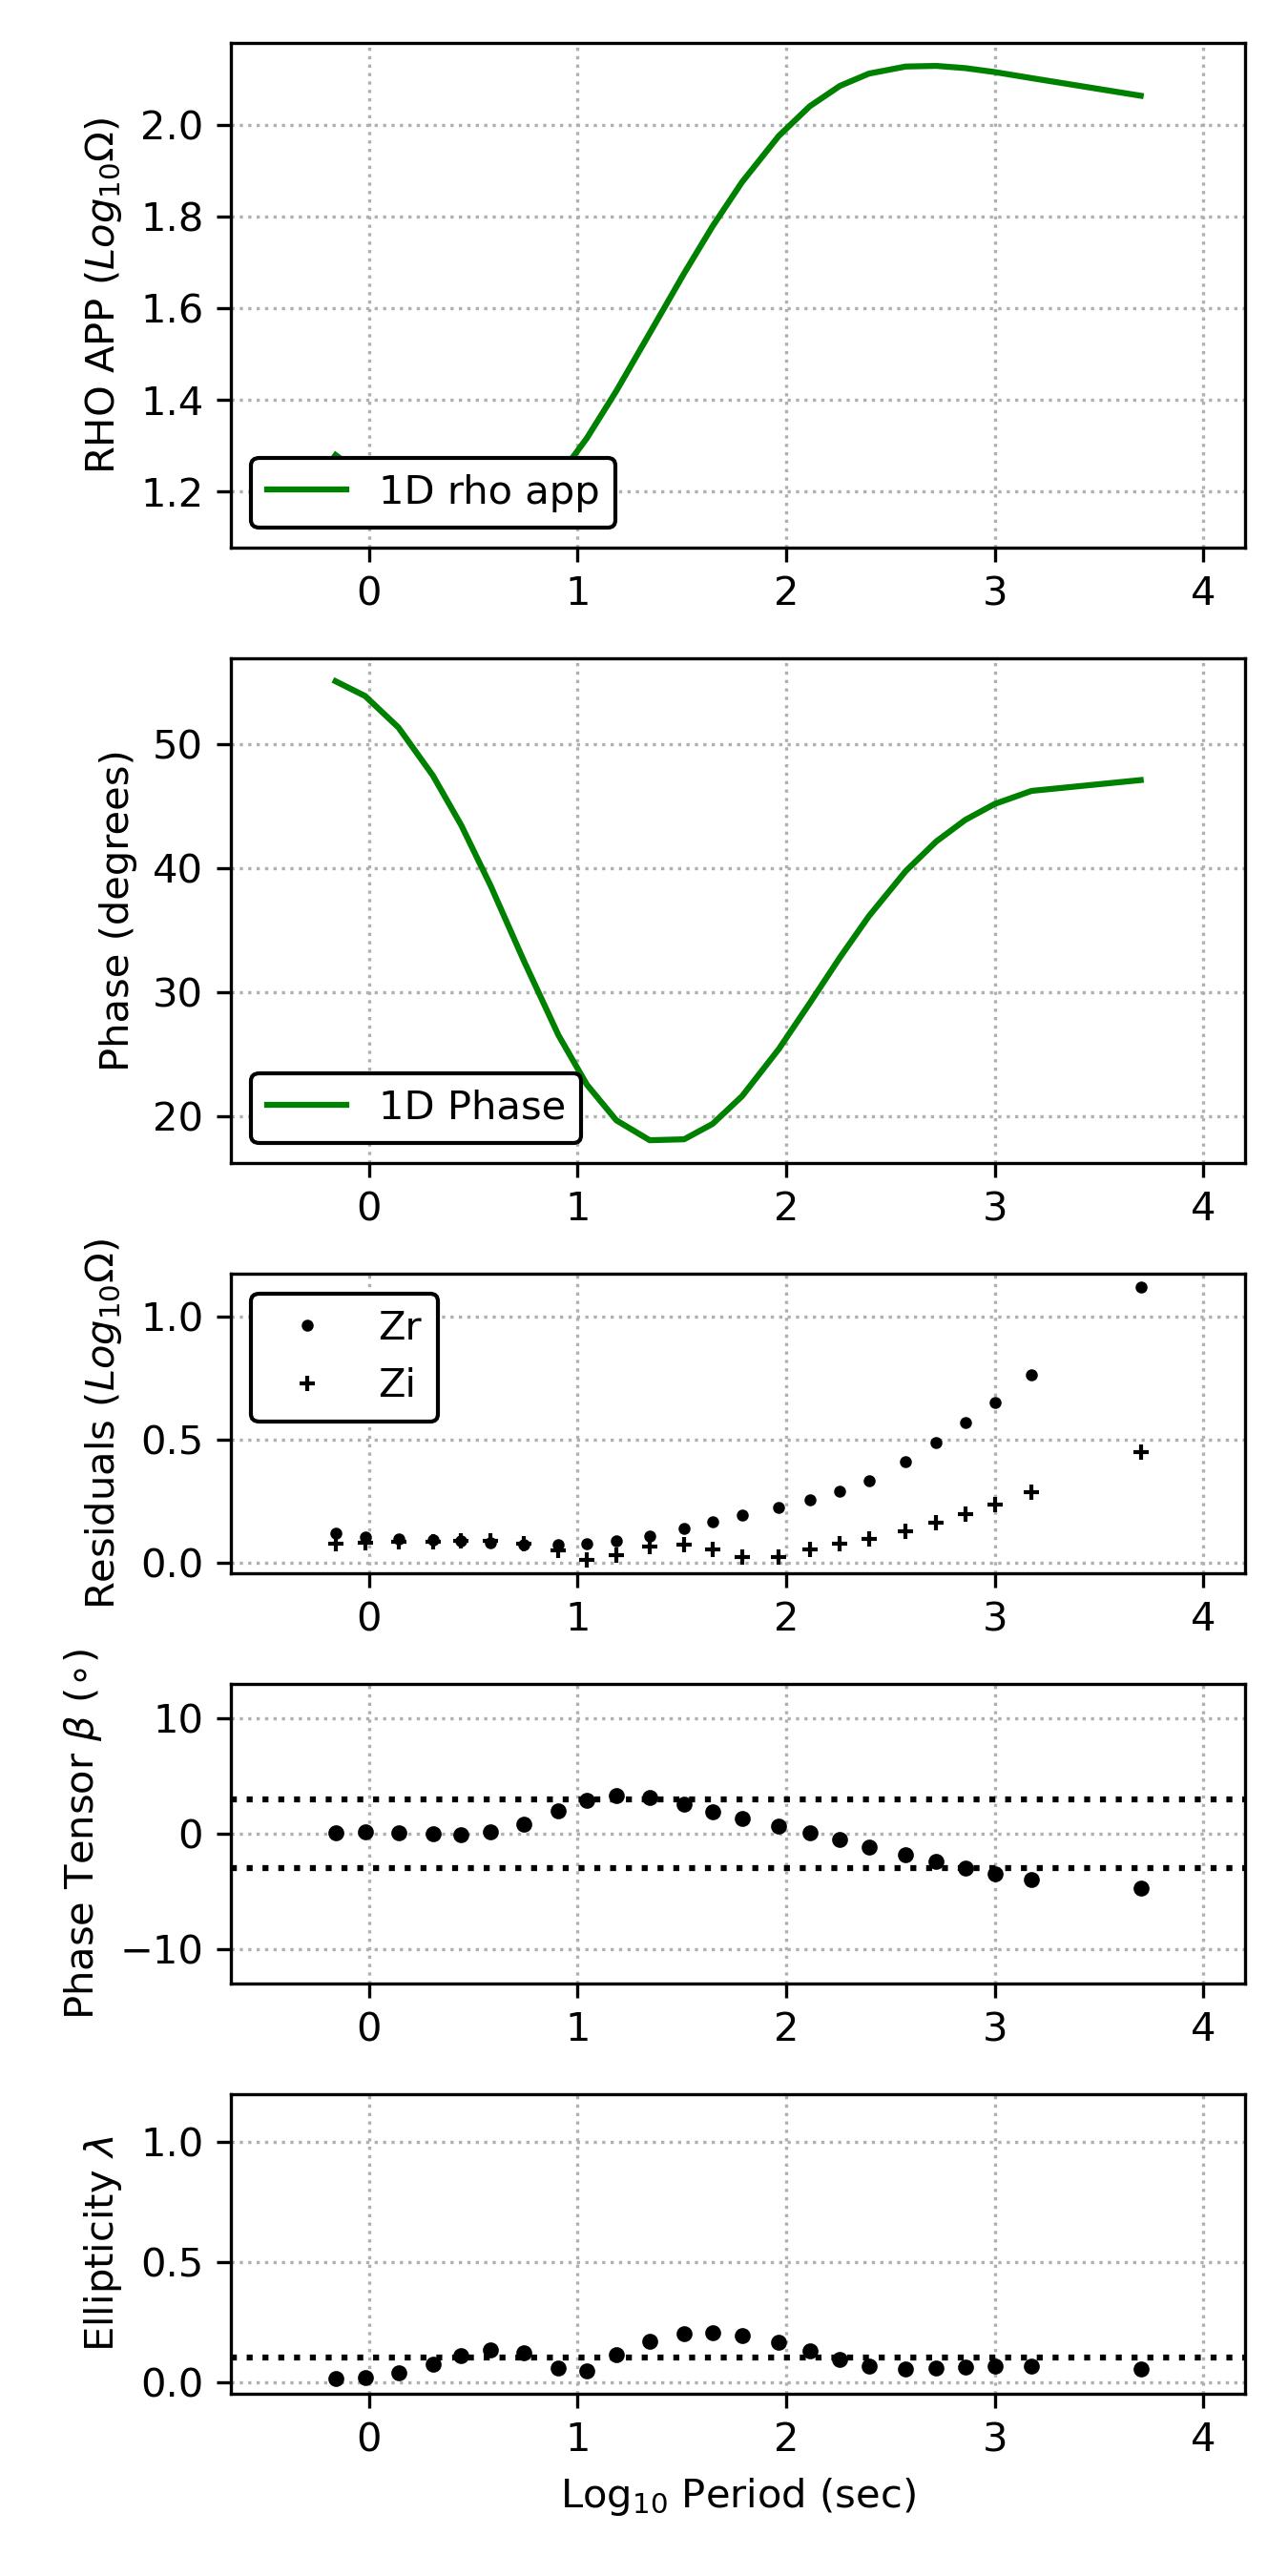 RHO APP (Log₁₀Ω)
2.0
1.8
1.6
1.4
1.2
1D rho app
0 1 2 3 4
Phase (degrees)
50
40
30
20
1D Phase
0 1 2 3 4
Residuals (Log₁₀Ω)
1.0
0.5
0.0
Zr
Zi
0 1 2 3 4
Phase Tensor β (∘)
10
0
−10
0 1 2 3 4
Ellipticity λ
1.0
0.5
0.0
0 1 2 3 4
Log₁₀ Period (sec)